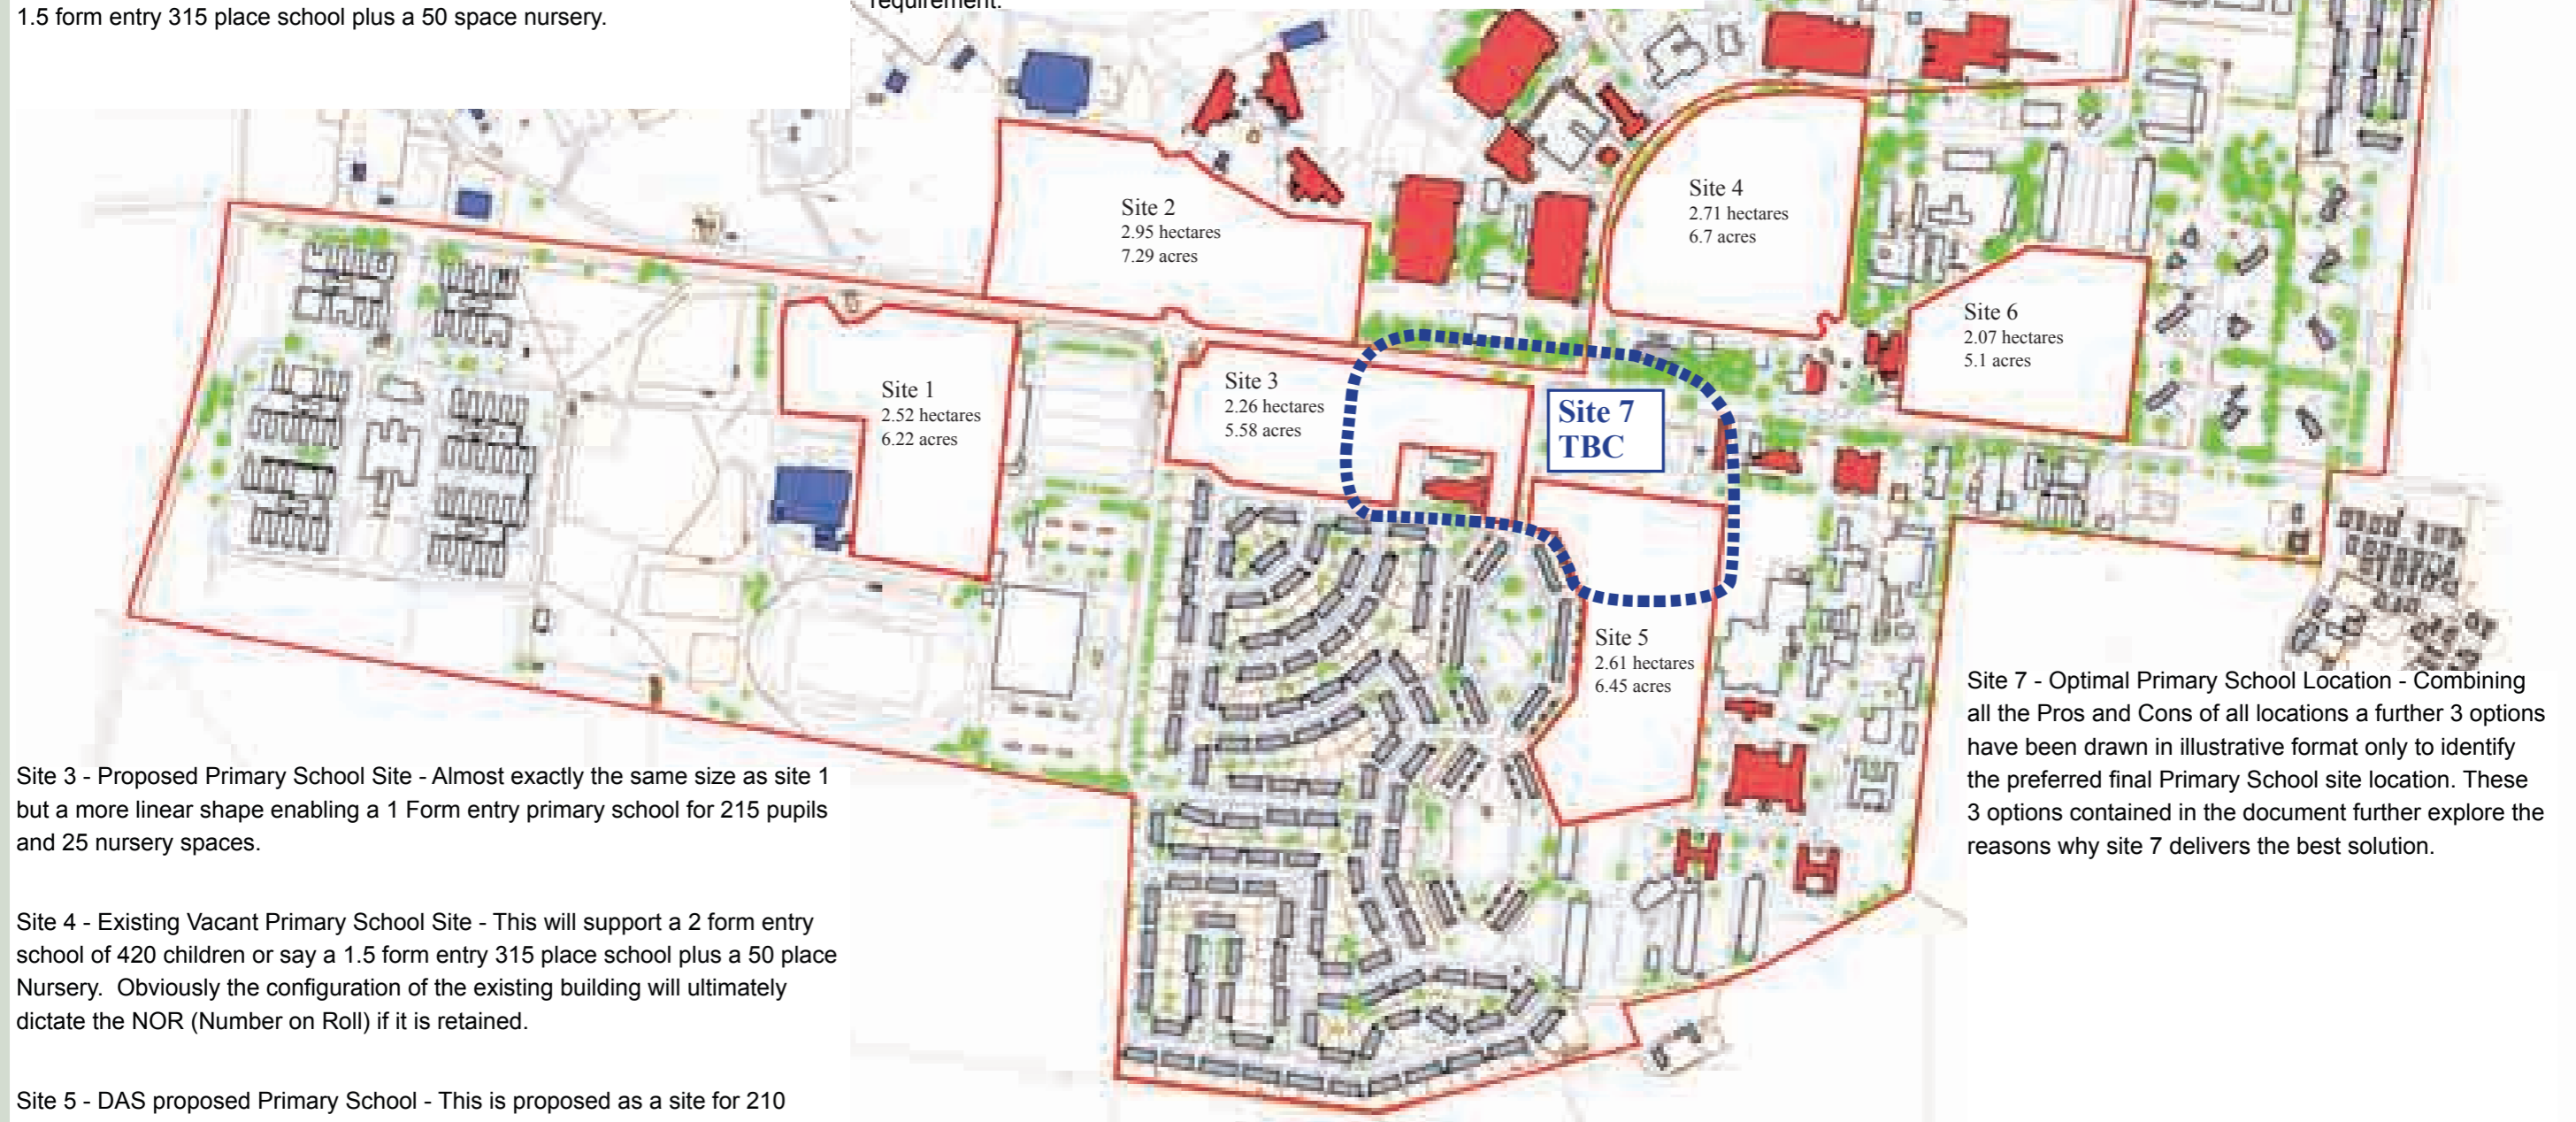 1.5 form entry 315 place school plus a 50 space nursery.
requirement.
Site 2
2.95 hectares
7.29 acres
Site 4
2.71 hectares
6.7 acres
Site 6
2.07 hectares
5.1 acres
Site 1
2.52 hectares
6.22 acres
Site 3
2.26 hectares
5.58 acres
Site 7
TBC
Site 5
2.61 hectares
6.45 acres
Site 3 - Proposed Primary School Site - Almost exactly the same size as site 1
but a more linear shape enabling a 1 Form entry primary school for 215 pupils
and 25 nursery spaces.
Site 4 - Existing Vacant Primary School Site - This will support a 2 form entry
school of 420 children or say a 1.5 form entry 315 place school plus a 50 place
Nursery.  Obviously the configuration of the existing building will ultimately
dictate the NOR (Number on Roll) if it is retained.
Site 5 - DAS proposed Primary School - This is proposed as a site for 210
Site 7 - Optimal Primary School Location - Combining
all the Pros and Cons of all locations a further 3 options
have been drawn in illustrative format only to identify
the preferred final Primary School site location. These
3 options contained in the document further explore the
reasons why site 7 delivers the best solution.